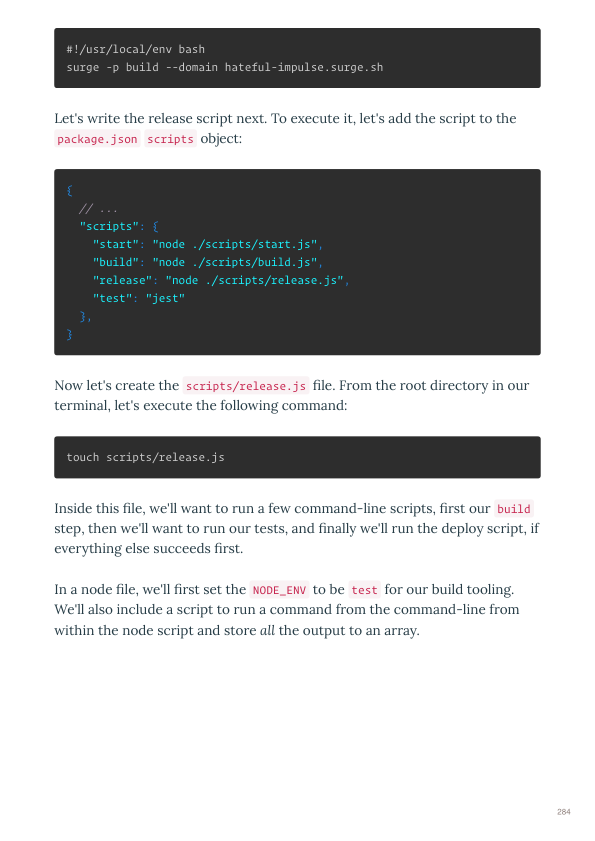 #!/usr/local/env bash
surge -p build --domain hateful-impulse.surge.sh
Let's write the release script next. To execute it, let's add the script to the
package.json scripts object:
{
  // ...
  "scripts": {
    "start": "node ./scripts/start.js",
    "build": "node ./scripts/build.js",
    "release": "node ./scripts/release.js",
    "test": "jest"
  },
}
Now let's create the scripts/release.js file. From the root directory in our
terminal, let's execute the following command:
touch scripts/release.js
Inside this file, we'll want to run a few command-line scripts, first our build
step, then we'll want to run our tests, and finally we'll run the deploy script, if
everything else succeeds first.
In a node file, we'll first set the NODE_ENV to be test for our build tooling.
We'll also include a script to run a command from the command-line from
within the node script and store all the output to an array.
284